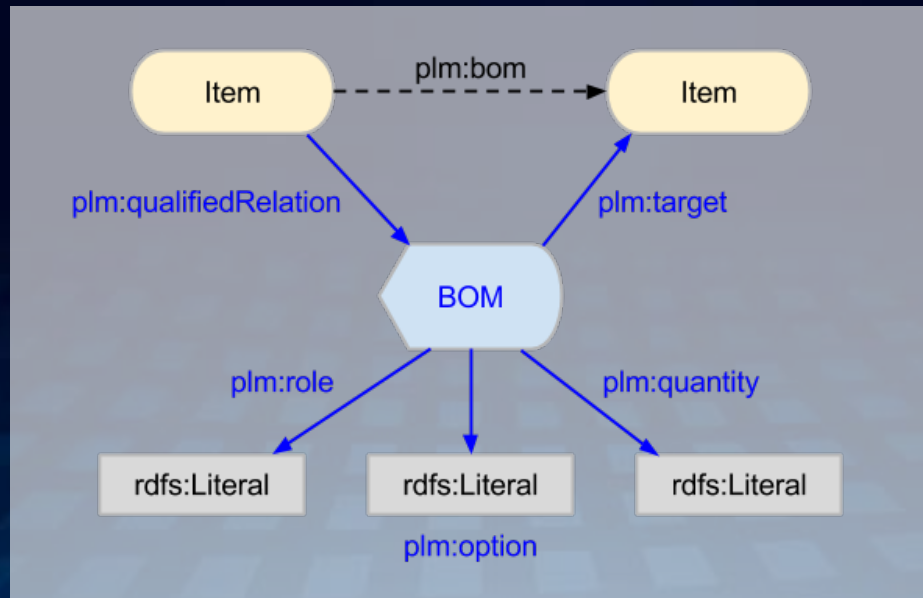 plm:bom
Item
Item
plm:qualifiedRelation
plm:target
BOM
plm:role
plm:quantity
rdfs:Literal
rdfs:Literal
rdfs:Literal
plm:option